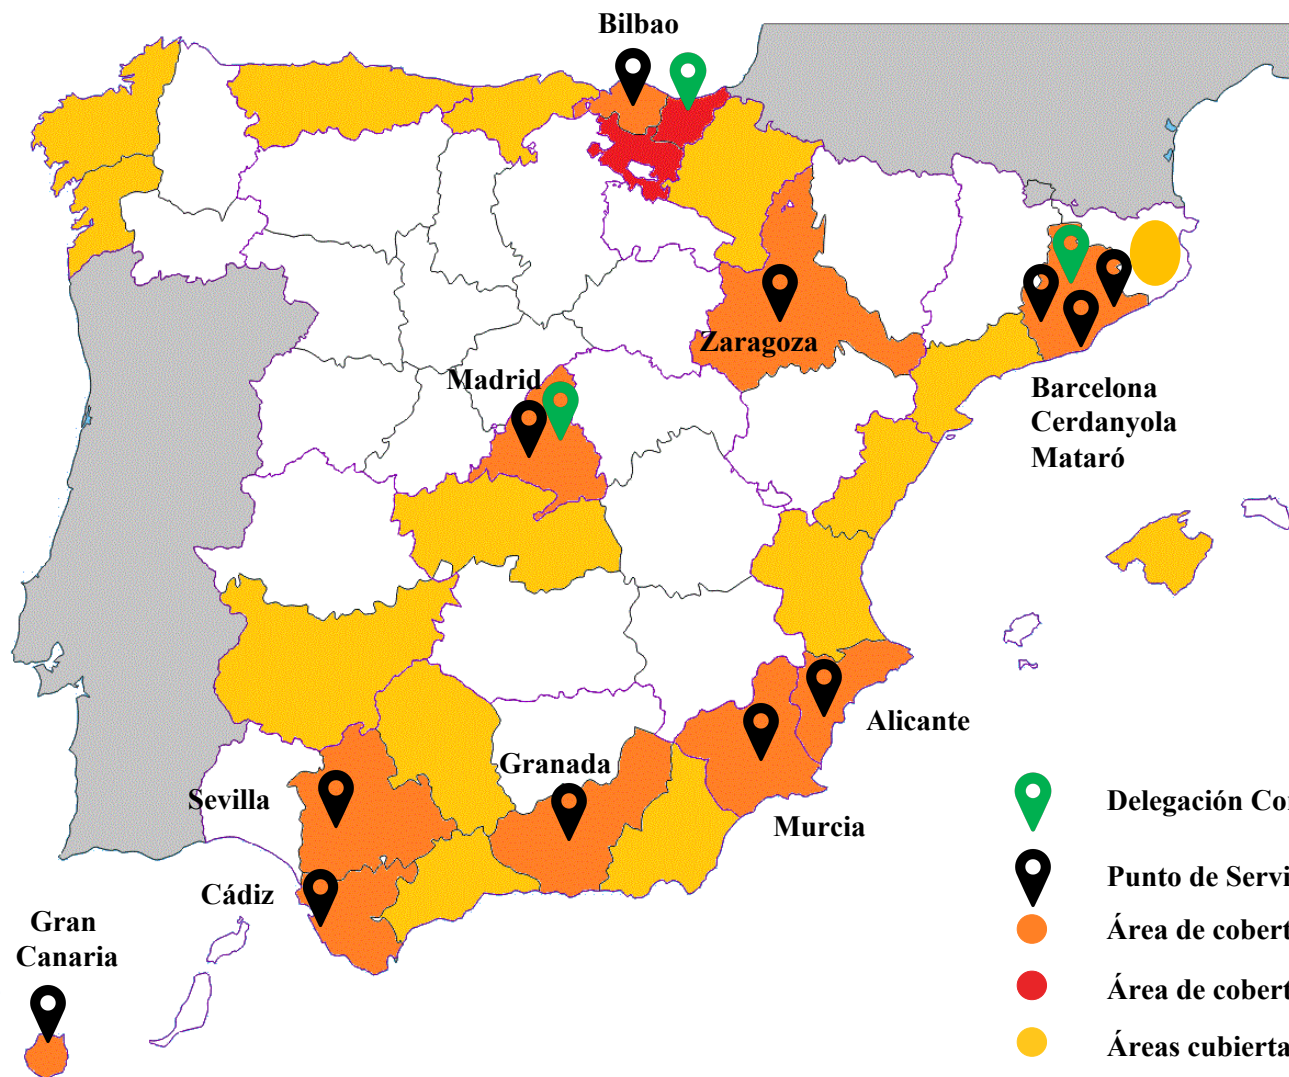 Bilbao
Zaragoza
Madrid
Barcelona
Cerdanyola
Mataró
Alicante
Granada
Sevilla
Murcia
Cádiz
Gran
Canaria
Delegación Co
Punto de Servi
Área de cobert
Área de cobert
Áreas cubierta